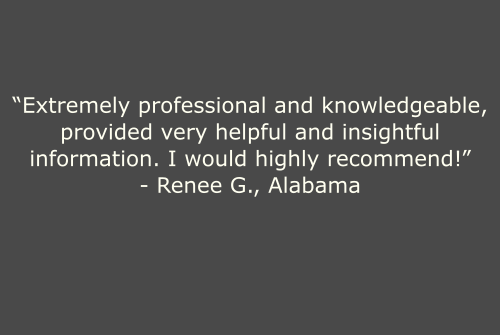 “Extremely professional and knowledgeable,
provided very helpful and insightful
information. I would highly recommend!”
- Renee G., Alabama